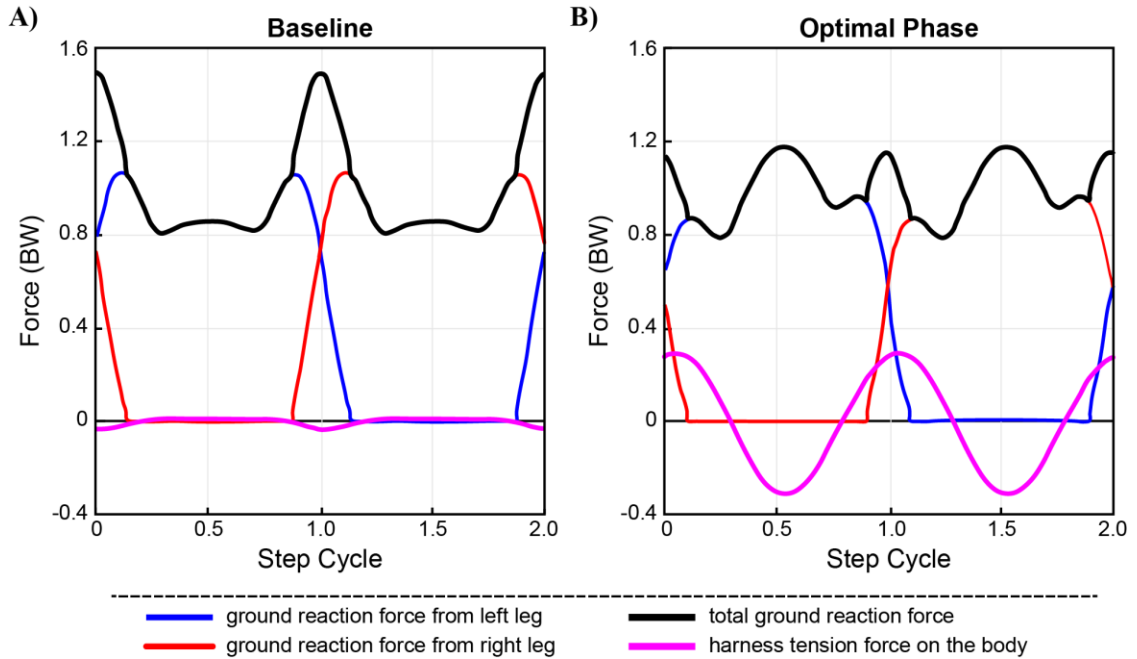 A)
Baseline
1.6
1.2
0.8
0.4
0
-0.4
Force (BW)
0
0.5
1.0
1.5
2.0
Step Cycle
B)
Optimal Phase
1.6
1.2
0.8
0.4
0
-0.4
Force (BW)
0
0.5
1.0
1.5
2.0
Step Cycle
ground reaction force from left leg
total ground reaction force
ground reaction force from right leg
harness tension force on the body